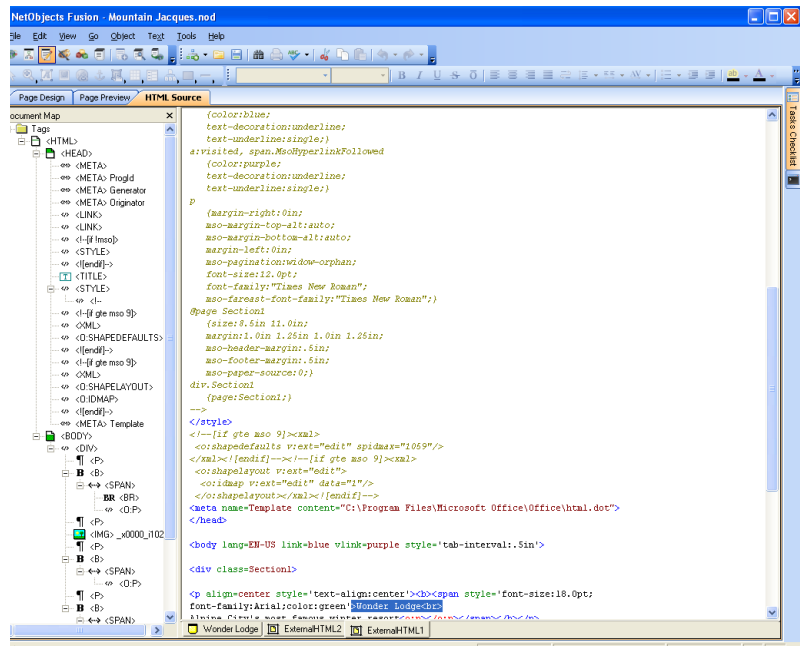 NetObjects Fusion - Mountain Jacques.nod
File Edit View Go Object Text Tools Help
B I U S O
ab A
Page Design Page Preview HTML Source
ocument Map
Tags
<HTML>
<HEAD>
<META>
<META> ProgId
<META> Generator
<META> Originator
<LINK>
<LINK>
<!--[if !mso]>
<STYLE>
<![endif]-->
<TITLE>
<STYLE>
<!--
<!--[if gte mso 9]>
<XML>
<O:SHAPEDEFAULTS>
<![endif]-->
<!--[if gte mso 9]>
<XML>
<O:SHAPELAYOUT>
<O:IDMAP>
<![endif]-->
<META> Template
<BODY>
<DIV>
¶ <P>
B <B>
<SPAN>
BR <BR>
<O:P>
¶ <P>
<IMG> _x0000_i102
¶ <P>
B <B>
<SPAN>
<O:P>
¶ <P>
B <B>
<SPAN>
{color:blue;
text-decoration:underline;
text-underline:single;}
a:visited, span.MsoHyperlinkFollowed
{color:purple;
text-decoration:underline;
text-underline:single;}
p
{margin-right:0in;
mso-margin-top-alt:auto;
mso-margin-bottom-alt:auto;
margin-left:0in;
mso-pagination:widow-orphan;
font-size:12.0pt;
font-family:"Times New Roman";
mso-fareast-font-family:"Times New Roman";}
@page Section1
{size:8.5in 11.0in;
margin:1.0in 1.25in 1.0in 1.25in;
mso-header-margin:.5in;
mso-footer-margin:.5in;
mso-paper-source:0;}
div.Section1
{page:Section1;}
-->
</style>
<!--[if gte mso 9]><xml>
<o:shapedefaults v:ext="edit" spidmax="1059"/>
</xml><![endif]--><!--[if gte mso 9]><xml>
<o:shapelayout v:ext="edit">
<o:idmap v:ext="edit" data="1"/>
</o:shapelayout></xml><![endif]-->
<meta name=Template content="C:\Program Files\Microsoft Office\Office\html.dot">
</head>
<body lang=EN-US link=blue vlink=purple style='tab-interval:.5in'>
<div class=Section1>
<p align=center style='text-align:center'><b><span style='font-size:18.0pt;
font-family:Arial;color:green'>Wonder Lodge<br>
Alpine City's most famous winter resort<o:p></o:p></span></b></p>
Wonder Lodge ExternalHTML2 ExternalHTML1
Tasks Checklist